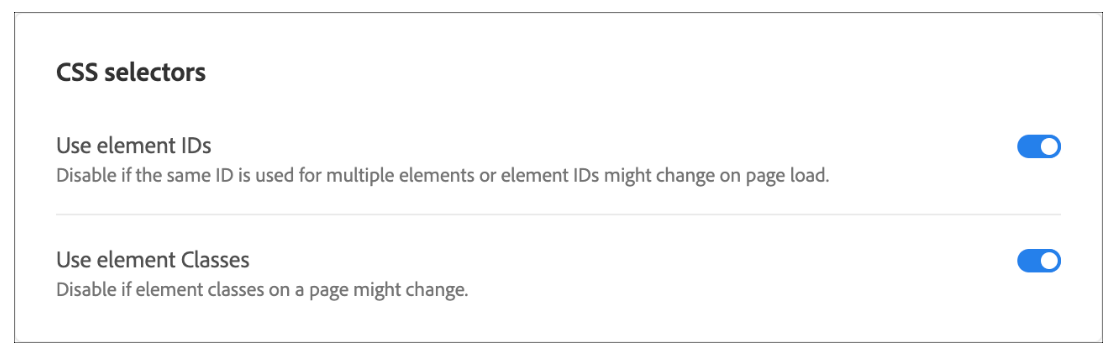 CSS selectors
Use element IDs
Disable if the same ID is used for multiple elements or element IDs might change on page load.
Use element Classes
Disable if element classes on a page might change.